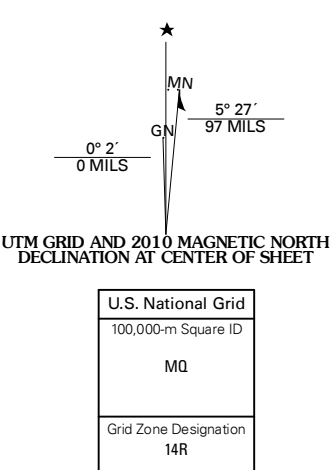 MN
GN
5° 27´
97 MILS
0° 2´
0 MILS
UTM GRID AND 2010 MAGNETIC NORTH
DECLINATION AT CENTER OF SHEET
U.S. National Grid
100,000-m Square ID
MQ
Grid Zone Designation
14R